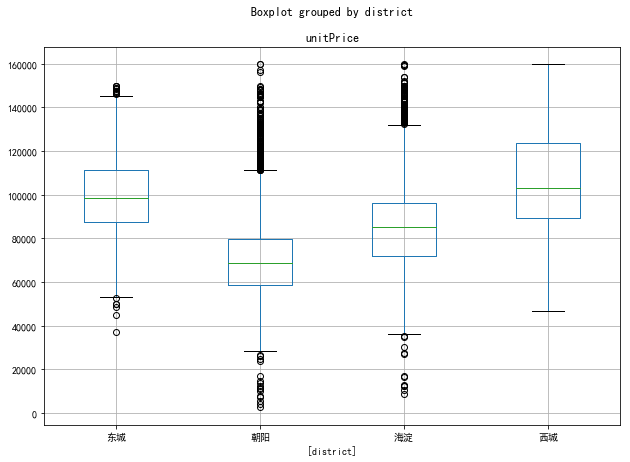 Boxplot grouped by district
unitPrice
160000
140000
120000
100000
80000
60000
40000
20000
0
东城 朝阳 海淀 西城
[district]